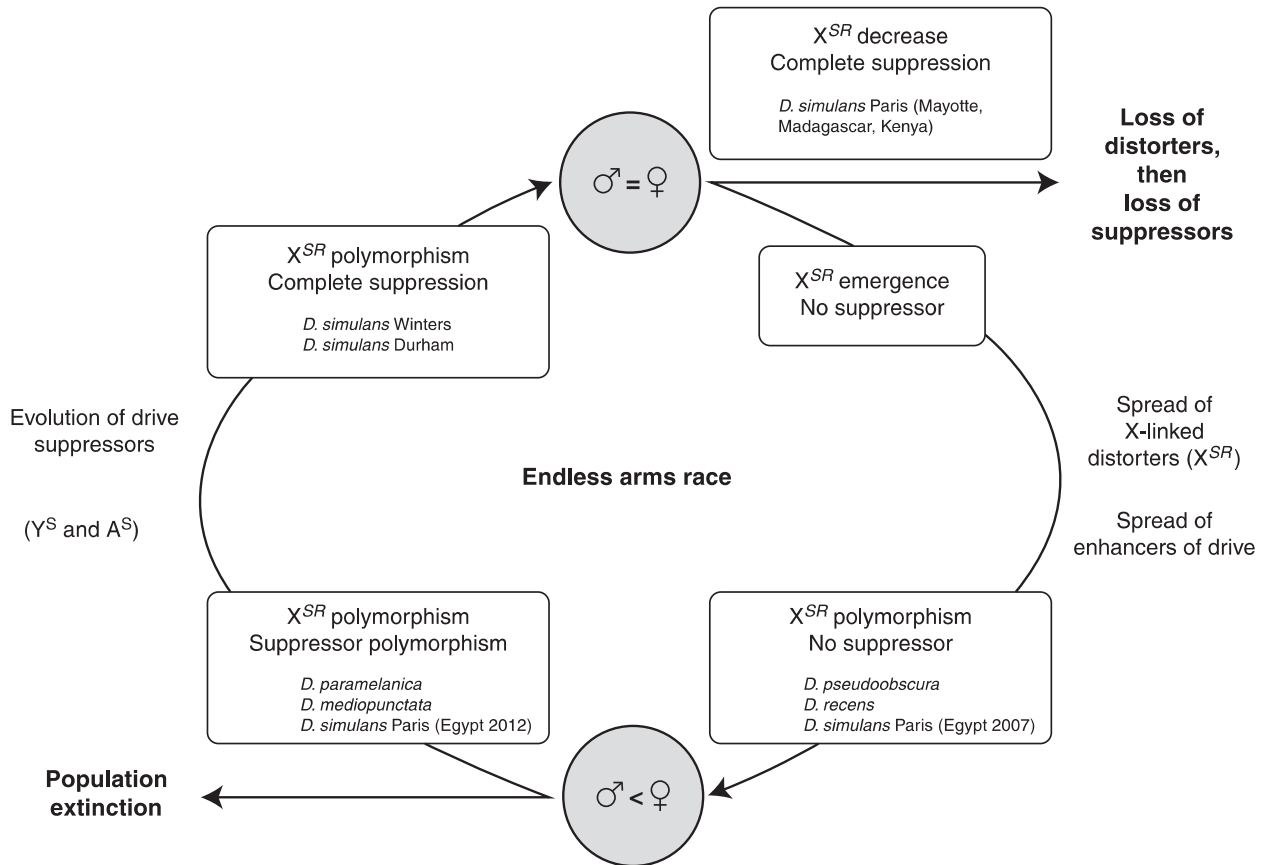 X^SR decrease
Complete suppression
D. simulans Paris (Mayotte,
Madagascar, Kenya)
Loss of
distorters,
then
loss of
suppressors
♂ = ♀
X^SR polymorphism
Complete suppression
D. simulans Winters
D. simulans Durham
X^SR emergence
No suppressor
Evolution of drive
suppressors
(Y^S and A^S)
Endless arms race
Spread of
X-linked
distorters (X^SR)
Spread of
enhancers of drive
X^SR polymorphism
Suppressor polymorphism
D. paramelanica
D. mediopunctata
D. simulans Paris (Egypt 2012)
X^SR polymorphism
No suppressor
D. pseudoobscura
D. recens
D. simulans Paris (Egypt 2007)
Population
extinction
♂ < ♀